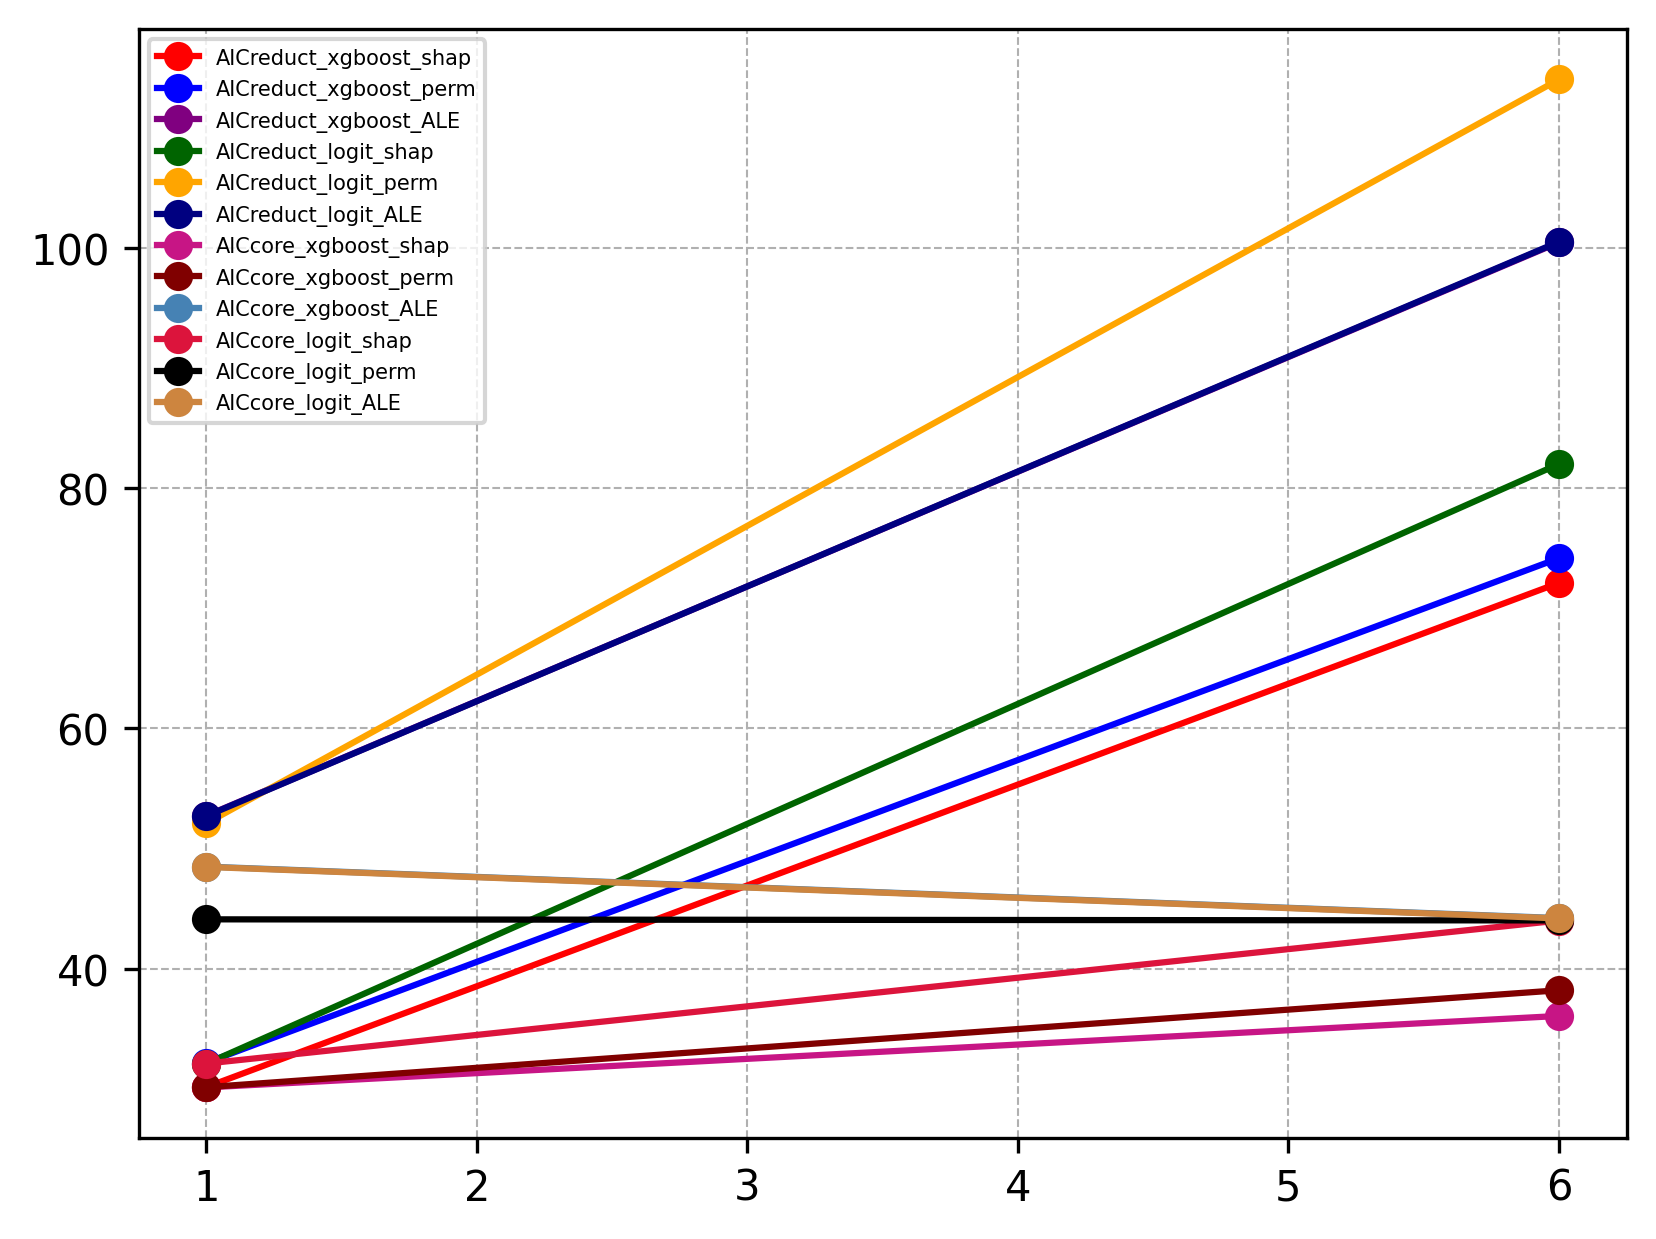 AICreduct_xgboost_shap
AICreduct_xgboost_perm
AICreduct_xgboost_ALE
AICreduct_logit_shap
AICreduct_logit_perm
AICreduct_logit_ALE
AICcore_xgboost_shap
AICcore_xgboost_perm
AICcore_xgboost_ALE
AICcore_logit_shap
AICcore_logit_perm
AICcore_logit_ALE
100
80
60
40
1 2 3 4 5 6